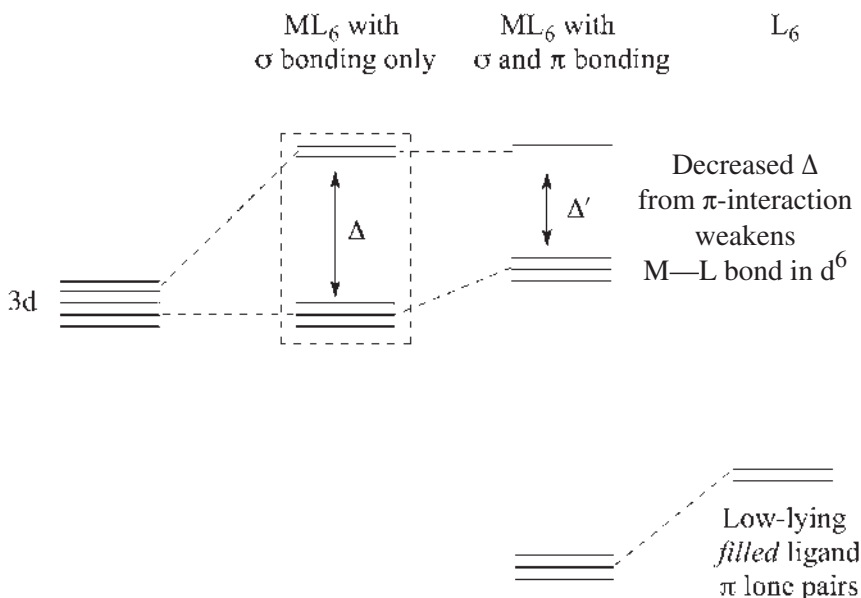 ML₆ with
σ bonding only
ML₆ with
σ and π bonding
L₆
3d
Δ
Δ′
Decreased Δ
from π-interaction
weakens
M—L bond in d⁶
Low-lying
filled ligand
π lone pairs